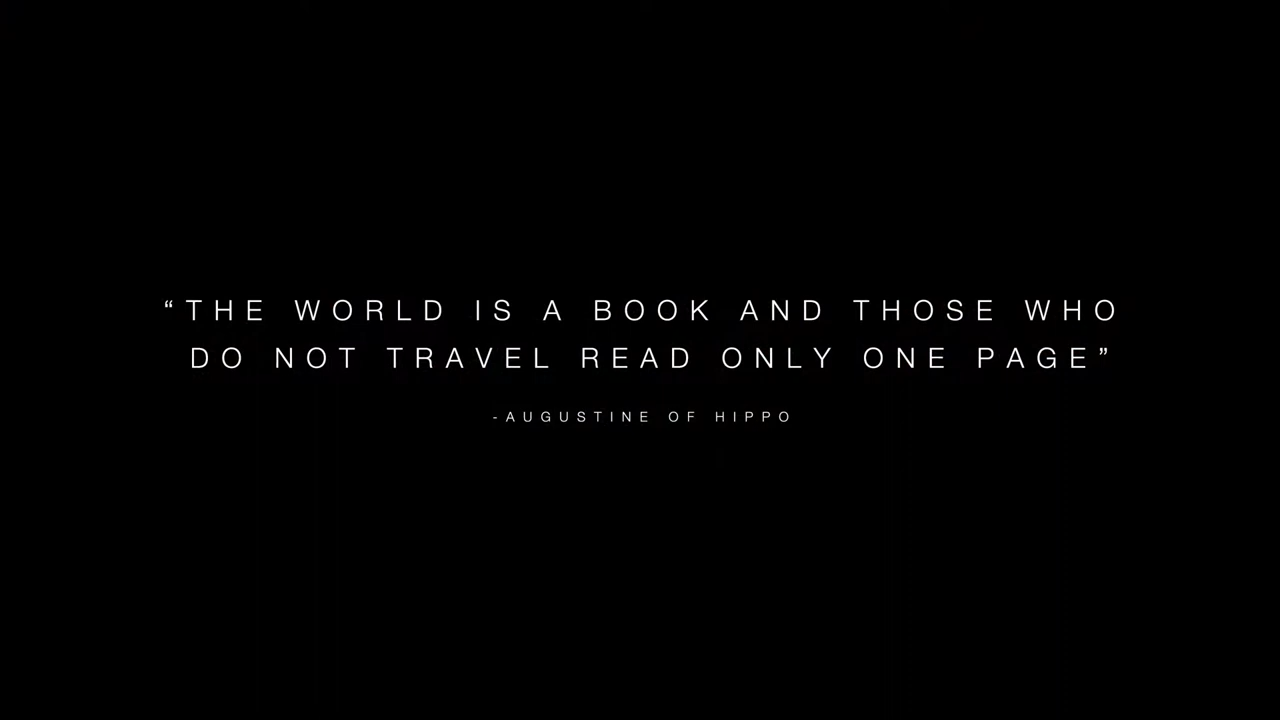 “THE WORLD IS A BOOK AND THOSE WHO
DO NOT TRAVEL READ ONLY ONE PAGE”
-AUGUSTINE OF HIPPO